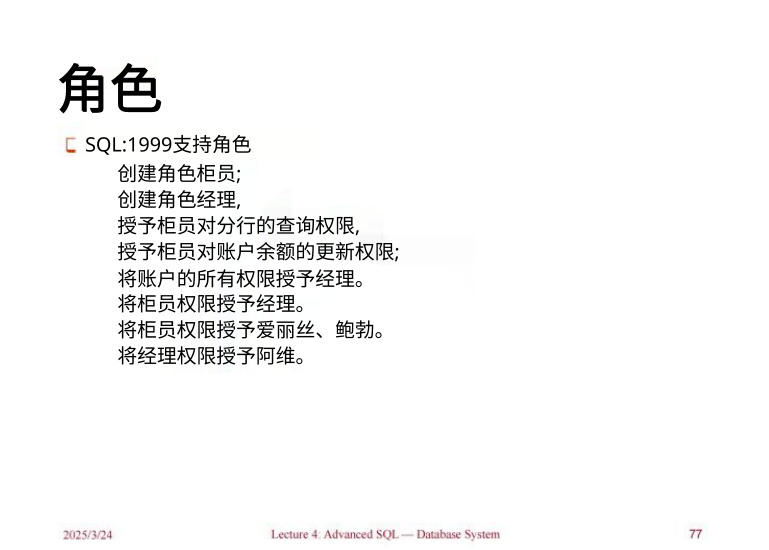 角色
SQL:1999支持角色
创建角色柜员;
创建角色经理,
授予柜员对分行的查询权限,
授予柜员对账户余额的更新权限;
将账户的所有权限授予经理。
将柜员权限授予经理。
将柜员权限授予爱丽丝、鲍勃。
将经理权限授予阿维。
2025/3/24
Lecture 4: Advanced SQL — Database System
77